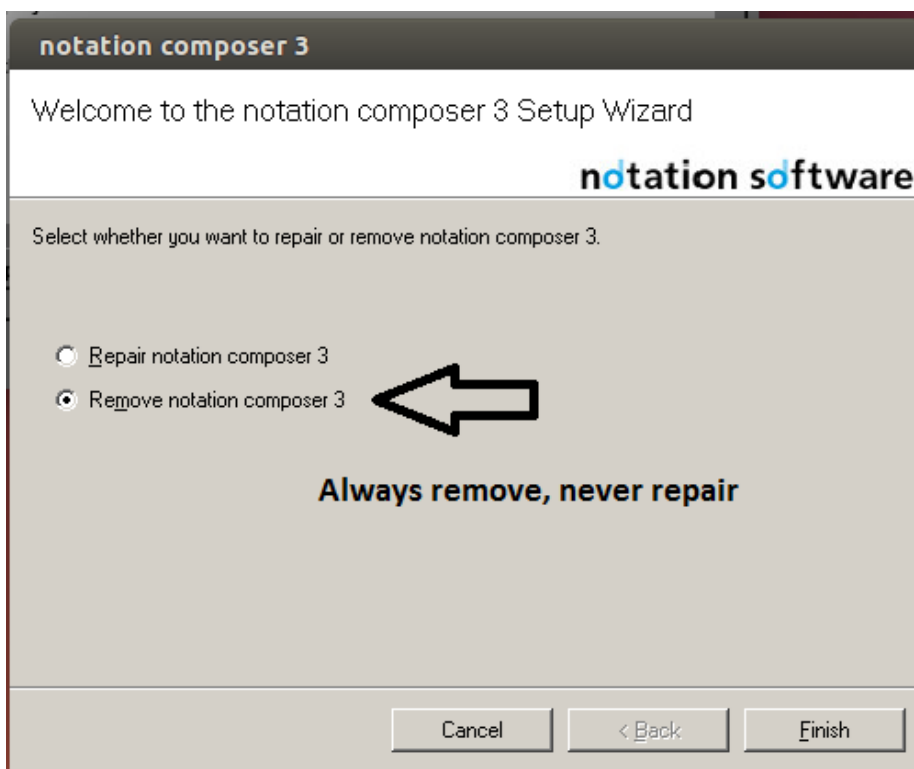 notation composer 3
Welcome to the notation composer 3 Setup Wizard
notation software
Select whether you want to repair or remove notation composer 3.
Repair notation composer 3
Remove notation composer 3
Always remove, never repair
Cancel
< Back
Finish